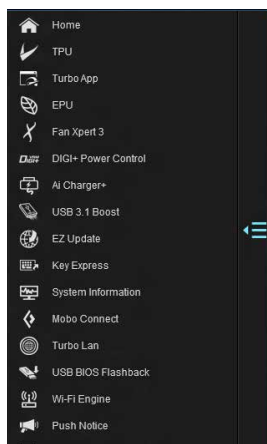 Home
TPU
Turbo App
EPU
Fan Xpert 3
DIGI+ Power Control
Ai Charger+
USB 3.1 Boost
EZ Update
Key Express
System Information
Mobo Connect
Turbo Lan
USB BIOS Flashback
Wi-Fi Engine
Push Notice